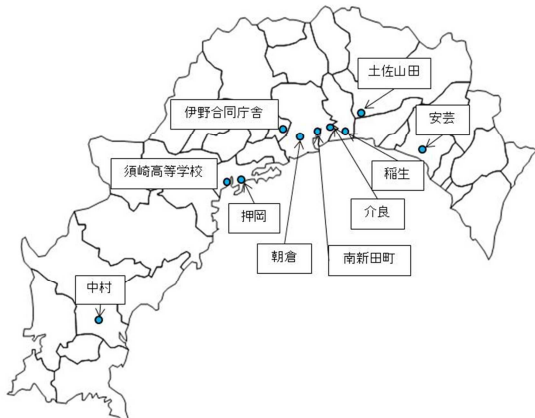 土佐山田
伊野合同庁舎
安芸
須崎高等学校
稲生
押岡
介良
朝倉
南新田町
中村